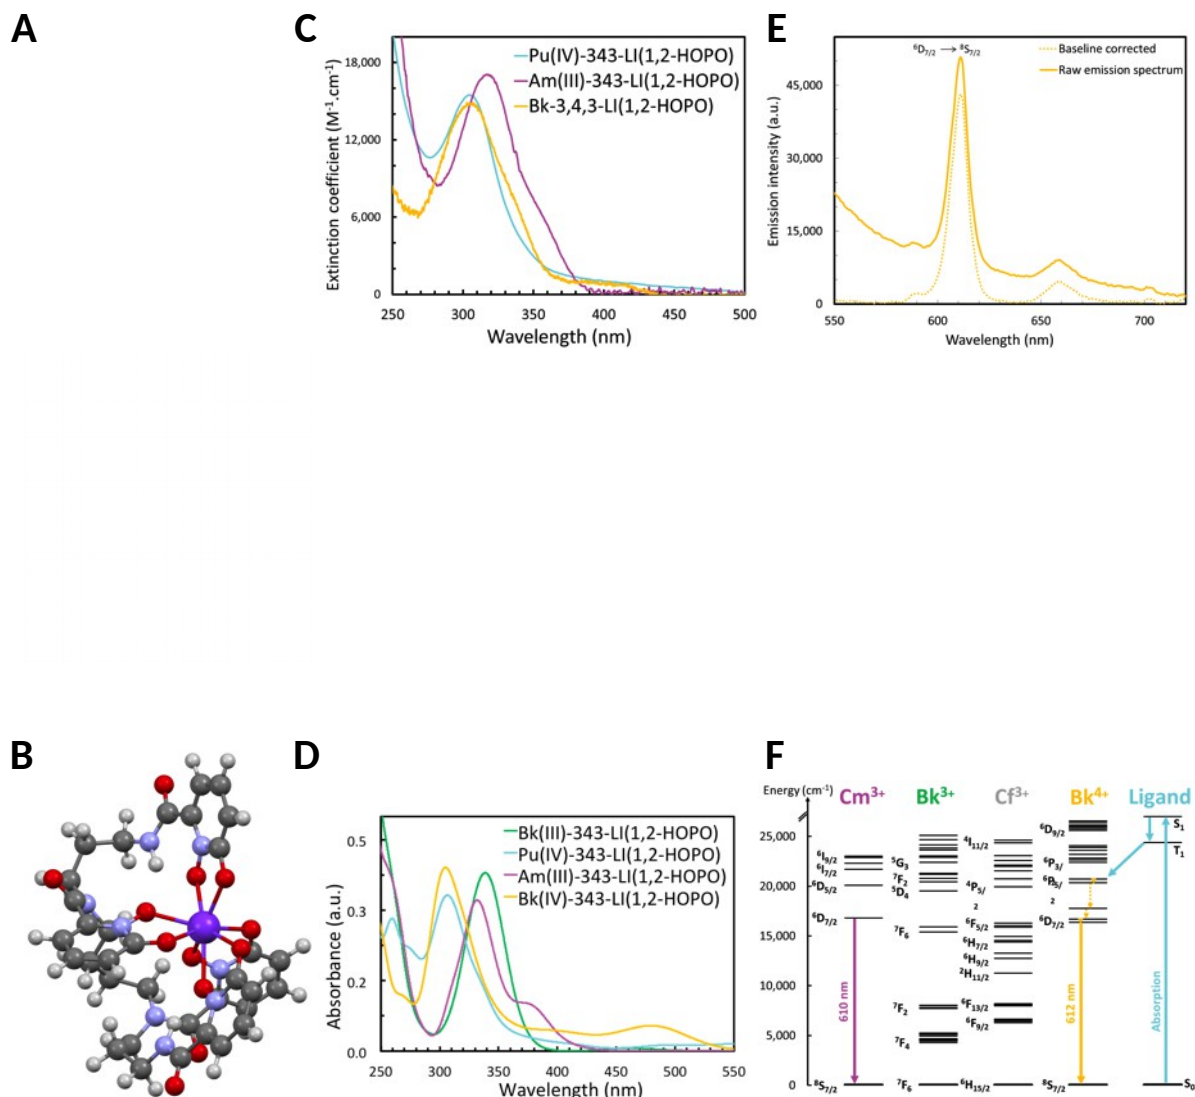 A
C
E
Pu(IV)-343-LI(1,2-HOPO)
Am(III)-343-LI(1,2-HOPO)
Bk-3,4,3-LI(1,2-HOPO)
Extinction coefficient (M⁻¹.cm⁻¹)
18,000
12,000
6,000
0
250 300 350 400 450 500
Wavelength (nm)
⁶D₇/₂ → ⁸S₇/₂
Baseline corrected
Raw emission spectrum
Emission intensity (a.u.)
45,000
30,000
15,000
0
550 600 650 700
Wavelength (nm)
B
D
F
Bk(III)-343-LI(1,2-HOPO)
Pu(IV)-343-LI(1,2-HOPO)
Am(III)-343-LI(1,2-HOPO)
Bk(IV)-343-LI(1,2-HOPO)
Absorbance (a.u.)
0.5
0.3
0.2
0.0
250 300 350 400 450 500 550
Wavelength (nm)
Energy (cm⁻¹)
25,000
20,000
15,000
10,000
5,000
0
Cm³⁺ Bk³⁺ Cf³⁺ Bk⁴⁺ Ligand
⁶I₉/₂
⁶I₇/₂
⁶D₅/₂
⁶D₇/₂
610 nm
⁸S₇/₂
⁵G₃
⁷F₂
⁵D₄
⁷F₆
⁷F₂
⁷F₄
⁷F₆
⁴I₁₁/₂
⁴P₅/
2
⁶F₅/₂
⁶H₇/₂
⁶H₉/₂
²H₁₁/₂
⁶F₁₃/₂
⁶F₉/₂
⁶H₁₅/₂
⁶D₉/₂
⁶P₃/
2
⁶D₇/₂
612 nm
⁸S₇/₂
S₁
T₁
Absorption
S₀